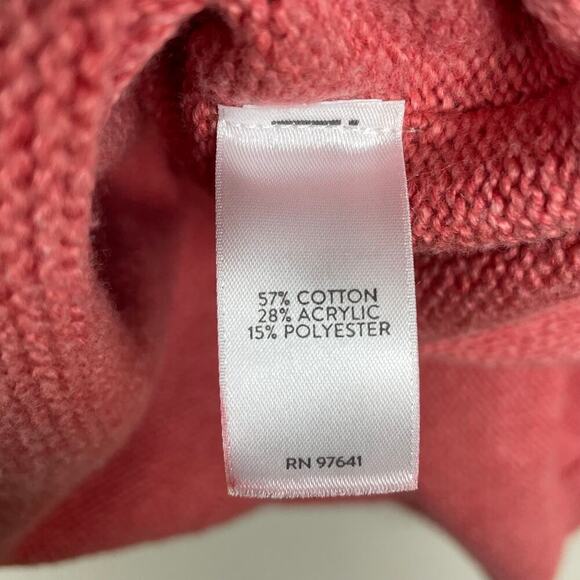 57% COTTON
28% ACRYLIC
15% POLYESTER
RN 97641